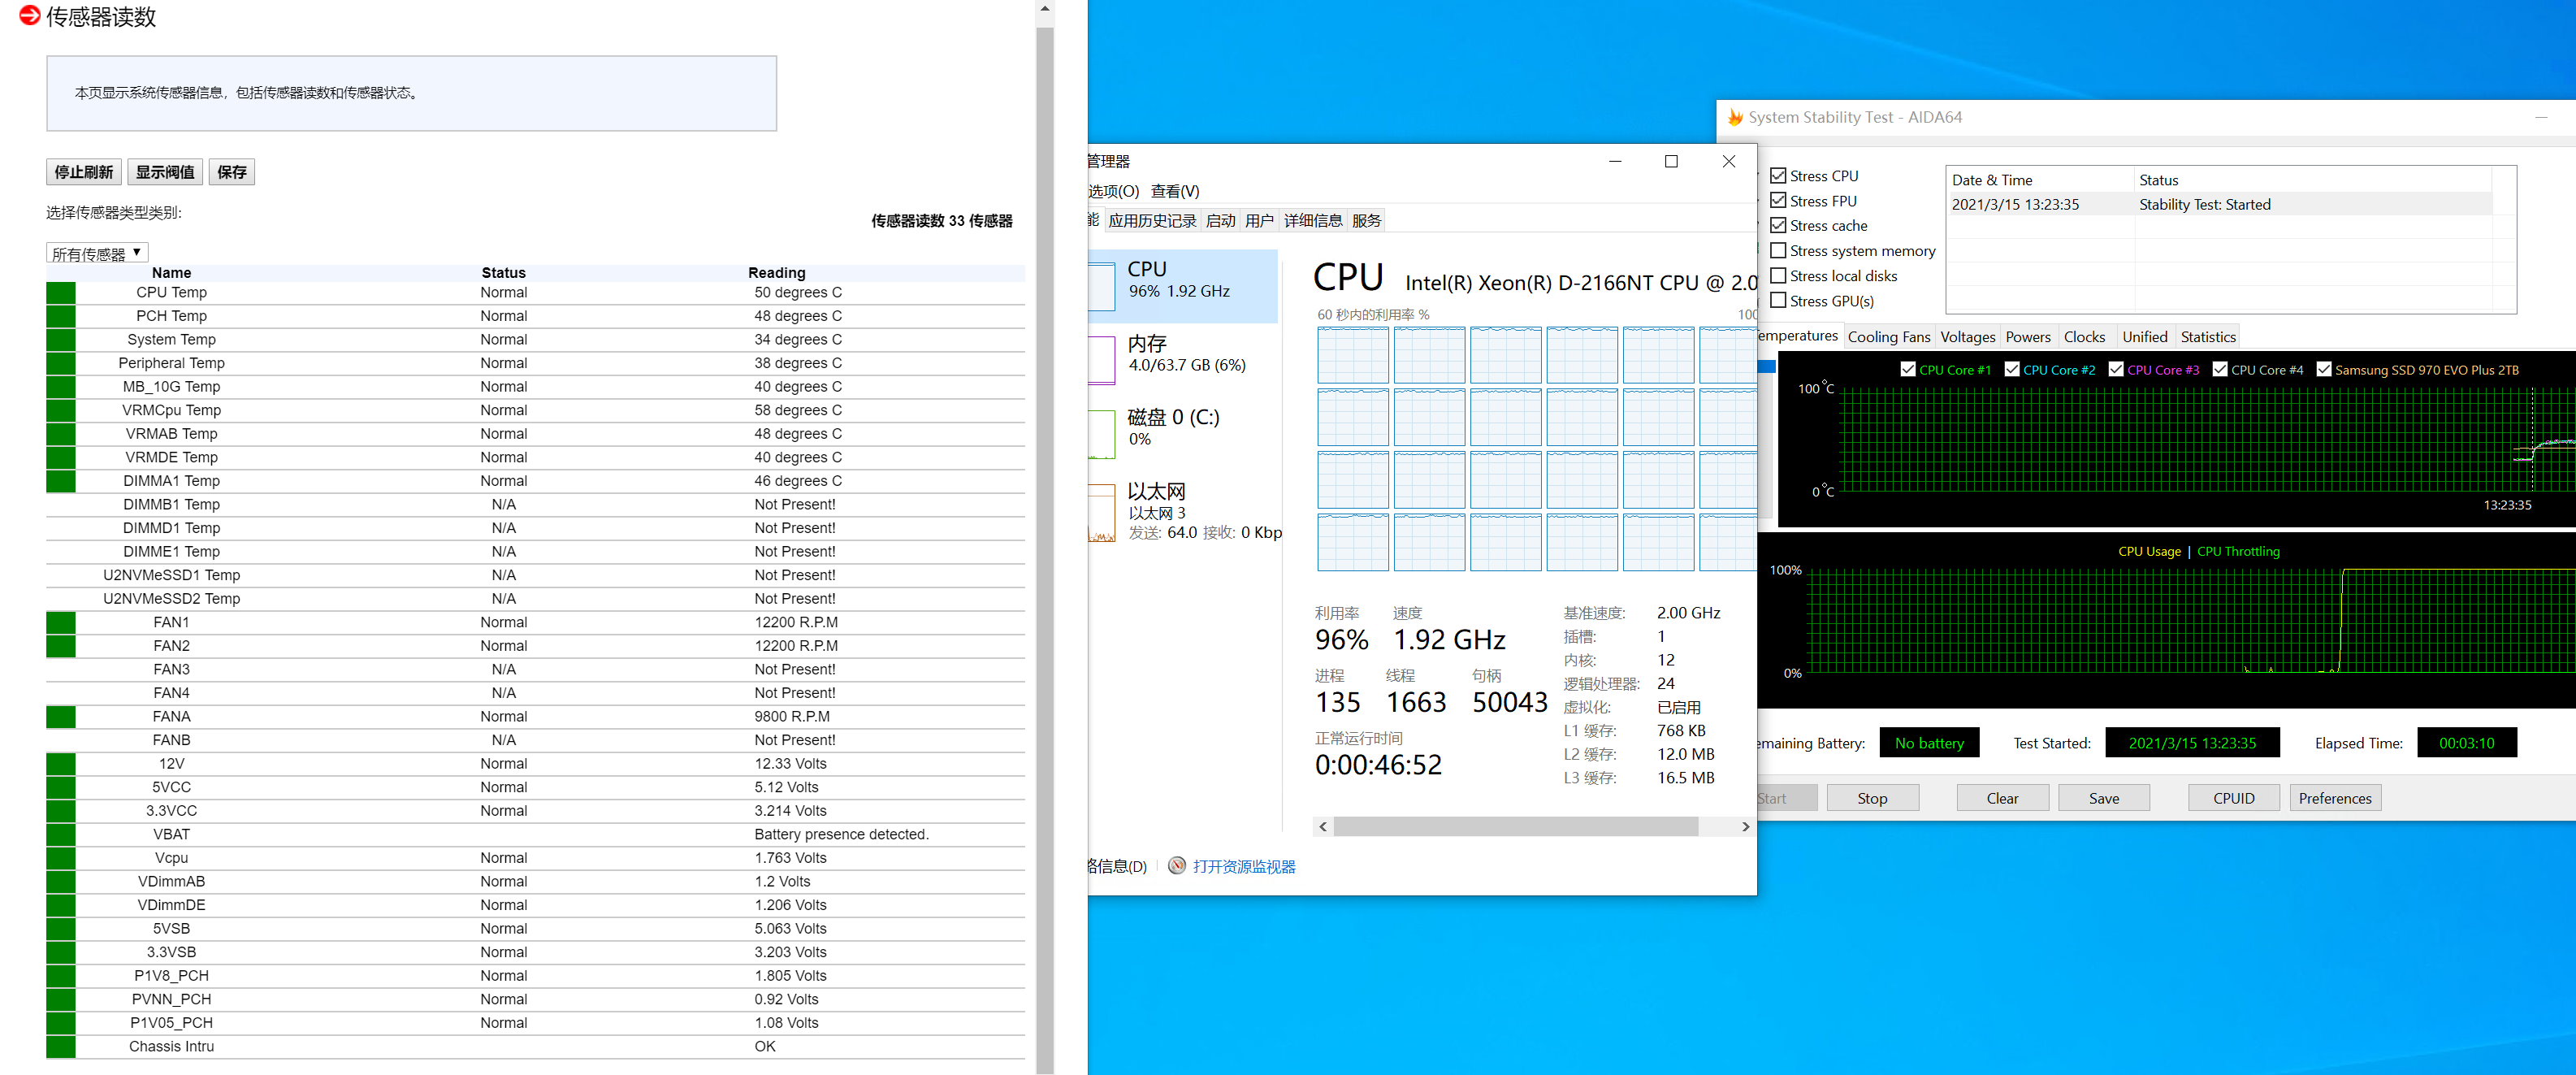 传感器读数
本页显示系统传感器信息，包括传感器读数和传感器状态。
停止刷新 显示阀值 保存
选择传感器类型类别:
传感器读数 33 传感器
所有传感器
Name Status Reading
CPU Temp Normal 50 degrees C
PCH Temp Normal 48 degrees C
System Temp Normal 34 degrees C
Peripheral Temp Normal 38 degrees C
MB_10G Temp Normal 40 degrees C
VRMCpu Temp Normal 58 degrees C
VRMAB Temp Normal 48 degrees C
VRMDE Temp Normal 40 degrees C
DIMMA1 Temp Normal 46 degrees C
DIMMB1 Temp N/A Not Present!
DIMMD1 Temp N/A Not Present!
DIMME1 Temp N/A Not Present!
U2NVMeSSD1 Temp N/A Not Present!
U2NVMeSSD2 Temp N/A Not Present!
FAN1 Normal 12200 R.P.M
FAN2 Normal 12200 R.P.M
FAN3 N/A Not Present!
FAN4 N/A Not Present!
FANA Normal 9800 R.P.M
FANB N/A Not Present!
12V Normal 12.33 Volts
5VCC Normal 5.12 Volts
3.3VCC Normal 3.214 Volts
VBAT Battery presence detected.
Vcpu Normal 1.763 Volts
VDimmAB Normal 1.2 Volts
VDimmDE Normal 1.206 Volts
5VSB Normal 5.063 Volts
3.3VSB Normal 3.203 Volts
P1V8_PCH Normal 1.805 Volts
PVNN_PCH Normal 0.92 Volts
P1V05_PCH Normal 1.08 Volts
Chassis Intru OK
管理器
选项(O) 查看(V)
能 应用历史记录 启动 用户 详细信息 服务
CPU
96% 1.92 GHz
内存
4.0/63.7 GB (6%)
磁盘 0 (C:)
0%
以太网
以太网 3
发送: 64.0 接收: 0 Kbp
CPU Intel(R) Xeon(R) D-2166NT CPU @ 2.0
60 秒内的利用率 % 100
利用率 速度
96% 1.92 GHz
进程 线程 句柄
135 1663 50043
正常运行时间
0:00:46:52
基准速度: 2.00 GHz
插槽: 1
内核: 12
逻辑处理器: 24
虚拟化: 已启用
L1 缓存: 768 KB
L2 缓存: 12.0 MB
L3 缓存: 16.5 MB
信息(D) 打开资源监视器
System Stability Test - AIDA64
Stress CPU
Stress FPU
Stress cache
Stress system memory
Stress local disks
Stress GPU(s)
Date & Time Status
2021/3/15 13:23:35 Stability Test: Started
emperatures Cooling Fans Voltages Powers Clocks Unified Statistics
CPU Core #1 CPU Core #2 CPU Core #3 CPU Core #4 Samsung SSD 970 EVO Plus 2TB
100 °C
0 °C
13:23:35
CPU Usage | CPU Throttling
100%
0%
emaining Battery: No battery Test Started: 2021/3/15 13:23:35 Elapsed Time: 00:03:10
Start Stop Clear Save CPUID Preferences